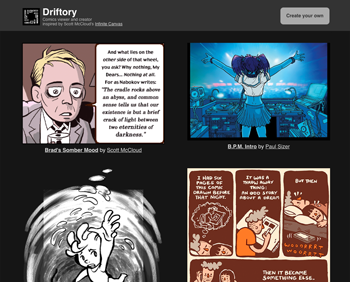 Driftory
Comics viewer and creator
inspired by Scott McCloud's Infinite Canvas
Create your own
And what lies on the
other side of that wheel,
you ask? Why nothing, My
Dears... Nothing at all.
For as Nabokov writes:
"The cradle rocks above
an abyss, and common
sense tells us that our
existence is but a brief
crack of light between
two eternities of
darkness."
Brad's Somber Mood by Scott McCloud
B.P.M. Intro by Paul Sizer
I HAD SIX
PAGES OF
THIS COMIC
DRAWN BEFORE
THAT NIGHT.
IT WAS A
THROW AWAY
THING:
AN ODD STORY
ABOUT A DREAM
BUT THEN
THEN IT BECAME
SOMETHING ELSE.